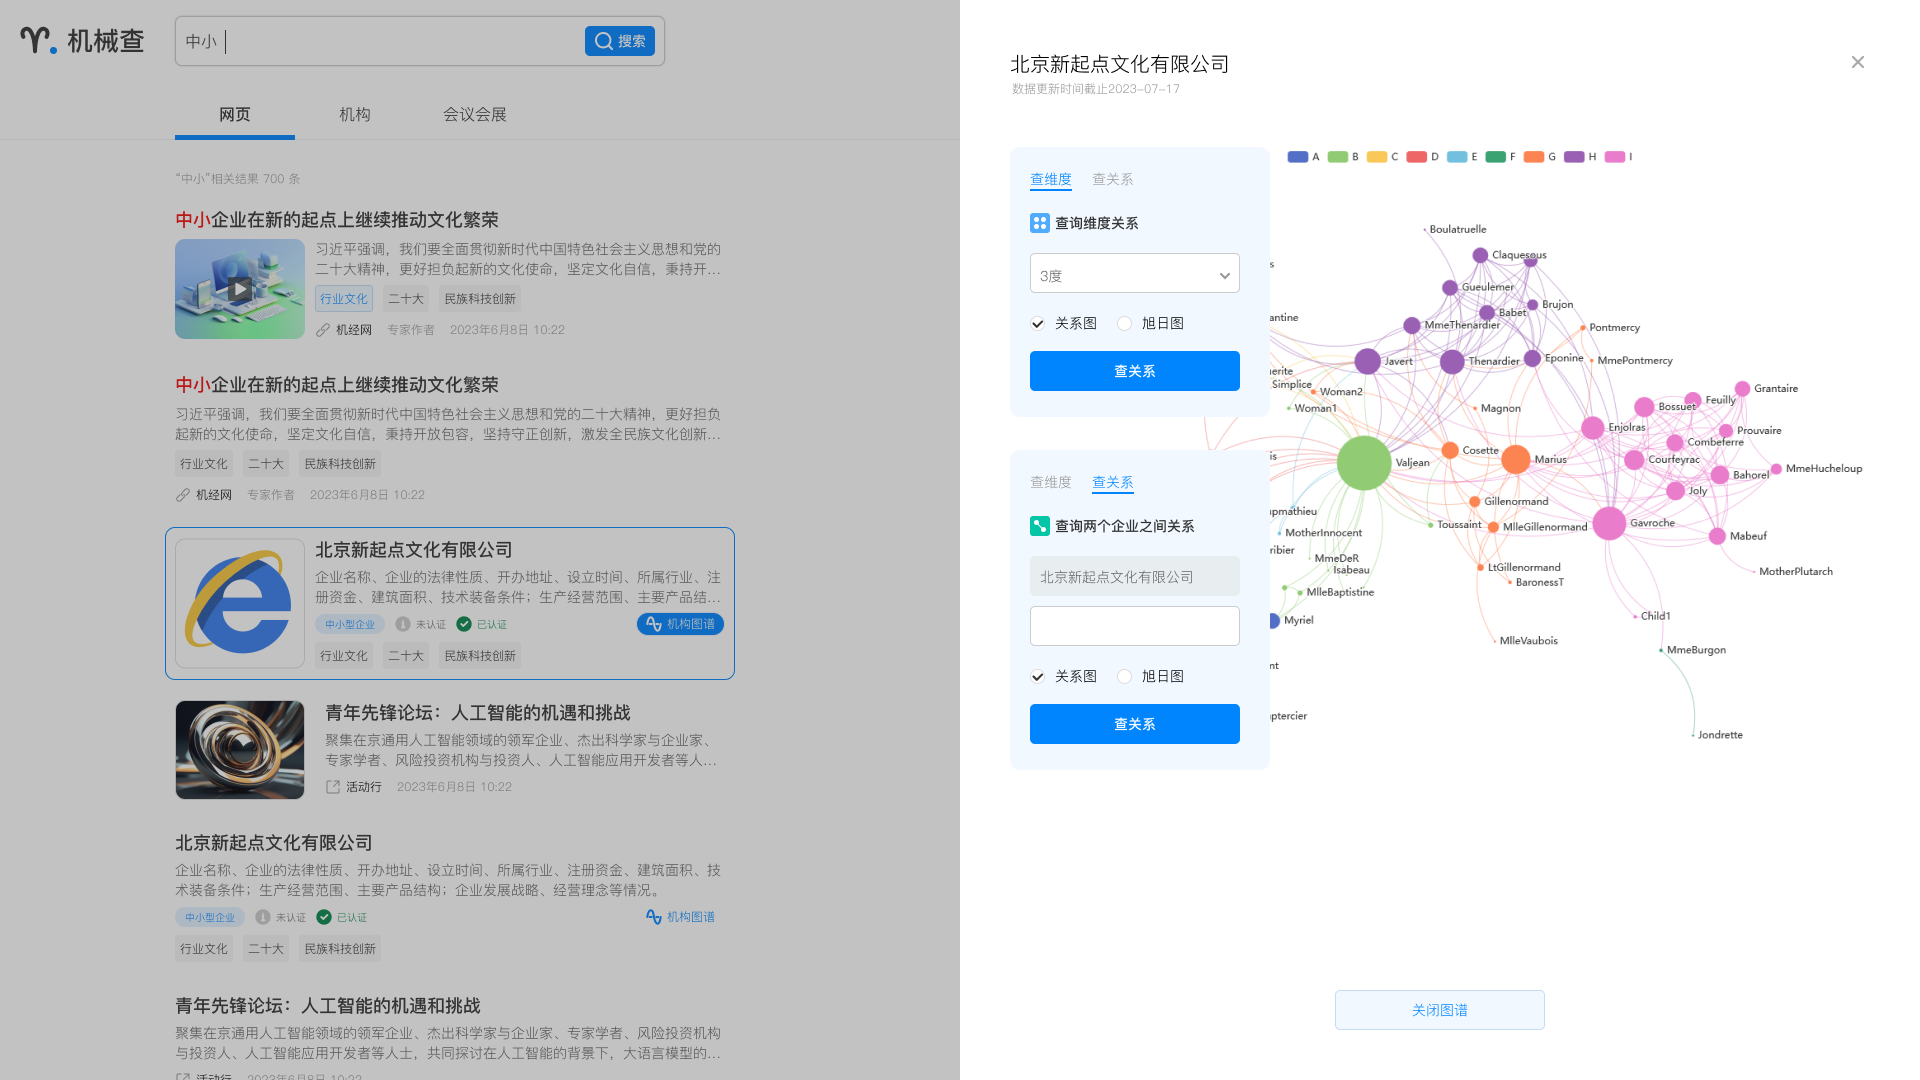 机械查
中小
搜索
网页
机构
会议会展
“中小”相关结果 700 条
中小企业在新的起点上继续推动文化繁荣
习近平强调，我们要全面贯彻新时代中国特色社会主义思想和党的
二十大精神，更好担负起新的文化使命，坚定文化自信，秉持开...
行业文化
二十大
民族科技创新
机经网
专家作者
2023年6月8日 10:22
中小企业在新的起点上继续推动文化繁荣
习近平强调，我们要全面贯彻新时代中国特色社会主义思想和党的二十大精神，更好担负
起新的文化使命，坚定文化自信，秉持开放包容，坚持守正创新，激发全民族文化创新...
行业文化
二十大
民族科技创新
机经网
专家作者
2023年6月8日 10:22
北京新起点文化有限公司
企业名称、企业的法律性质、开办地址、设立时间、所属行业、注
册资金、建筑面积、技术装备条件；生产经营范围、主要产品结...
中小型企业
未认证
已认证
机构图谱
行业文化
二十大
民族科技创新
青年先锋论坛：人工智能的机遇和挑战
聚集在京通用人工智能领域的领军企业、杰出科学家与企业家、
专家学者、风险投资机构与投资人、人工智能应用开发者等人...
活动行
2023年6月8日 10:22
北京新起点文化有限公司
企业名称、企业的法律性质、开办地址、设立时间、所属行业、注册资金、建筑面积、技
术装备条件；生产经营范围、主要产品结构；企业发展战略、经营理念等情况。
中小型企业
未认证
已认证
机构图谱
行业文化
二十大
民族科技创新
青年先锋论坛：人工智能的机遇和挑战
聚集在京通用人工智能领域的领军企业、杰出科学家与企业家、专家学者、风险投资机构
与投资人、人工智能应用开发者等人士，共同探讨在人工智能的背景下，大语言模型的...
活动行
2023年6月8日 10:22
北京新起点文化有限公司
数据更新时间截止2023-07-17
查维度
查关系
查询维度关系
3度
关系图
旭日图
查关系
查维度
查关系
查询两个企业之间关系
北京新起点文化有限公司
关系图
旭日图
查关系
A B C D E F G H I
Boulatruelle
Claquesous
Gueulemer
Brujon
Babet
antine
MmeThenardier
Pontmercy
Javert
Thenardier
Eponine
MmePontmercy
uerite
Simplice
Woman2
Grantaire
Woman1
Magnon
Bossuet
Feuilly
Enjolras
Prouvaire
Combeferre
is
Valjean
Cosette
Marius
Courfeyrac
MmeHucheloup
Bahorel
Joly
Gillenormand
apmathieu
Toussaint
MlleGillenormand
Gavroche
MotherInnocent
Mabeuf
ribier
MmeDeR
Isabeau
LtGillenormand
MotherPlutarch
BaronessT
MlleBaptistine
Myriel
Child1
MlleVaubois
MmeBurgon
nt
ptercier
Jondrette
关闭图谱